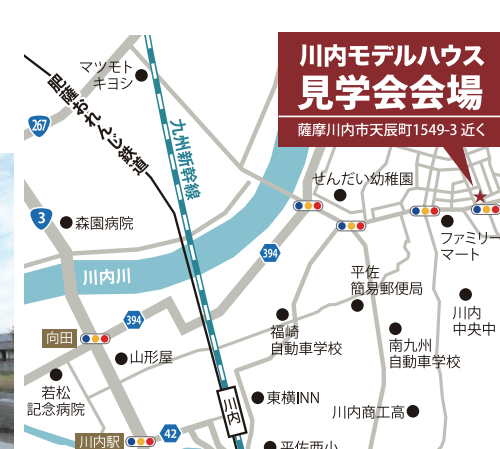 川内モデルハウス
見学会会場
薩摩川内市天辰町1549-3 近く
マツモト
キヨシ
肥薩おれんじ鉄道
九州新幹線
267
せんだい幼稚園
3
森園病院
ファミリー
マート
394
川内川
平佐
簡易郵便局
川内
中央中
394
福崎
自動車学校
向田
山形屋
南九州
自動車学校
若松
記念病院
川内
東横INN
川内商工高
川内駅
42
平佐西小